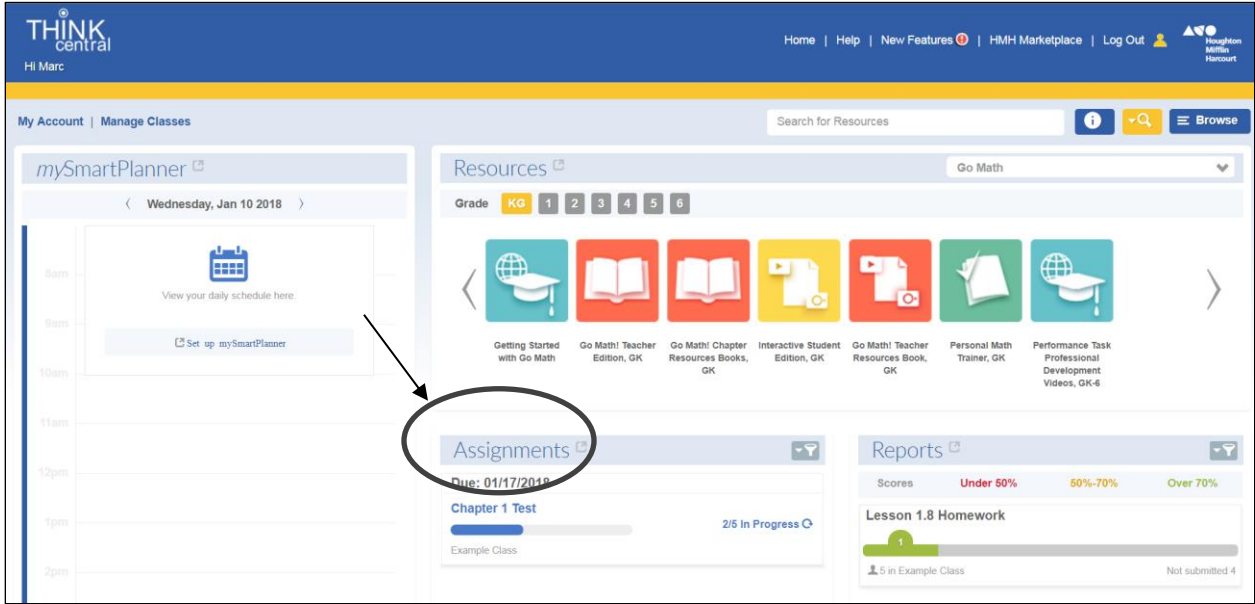 THINK
central
Hi Marc
Home | Help | New Features | HMH Marketplace | Log Out
Houghton
Mifflin
Harcourt
My Account | Manage Classes
Search for Resources
Browse
mySmartPlanner
Wednesday, Jan 10 2018
8am
View your daily schedule here.
9am
Set up mySmartPlanner
10am
11am
12pm
1pm
2pm
Resources
Go Math
Grade KG 1 2 3 4 5 6
Getting Started
with Go Math
Go Math! Teacher
Edition, GK
Go Math! Chapter
Resources Books,
GK
Interactive Student
Edition, GK
Go Math! Teacher
Resources Book,
GK
Personal Math
Trainer, GK
Performance Task
Professional
Development
Videos, GK-6
Assignments
Due: 01/17/2018
Chapter 1 Test
2/5 In Progress
Example Class
Reports
Scores Under 50% 50%-70% Over 70%
Lesson 1.8 Homework
1
5 in Example Class Not submitted 4